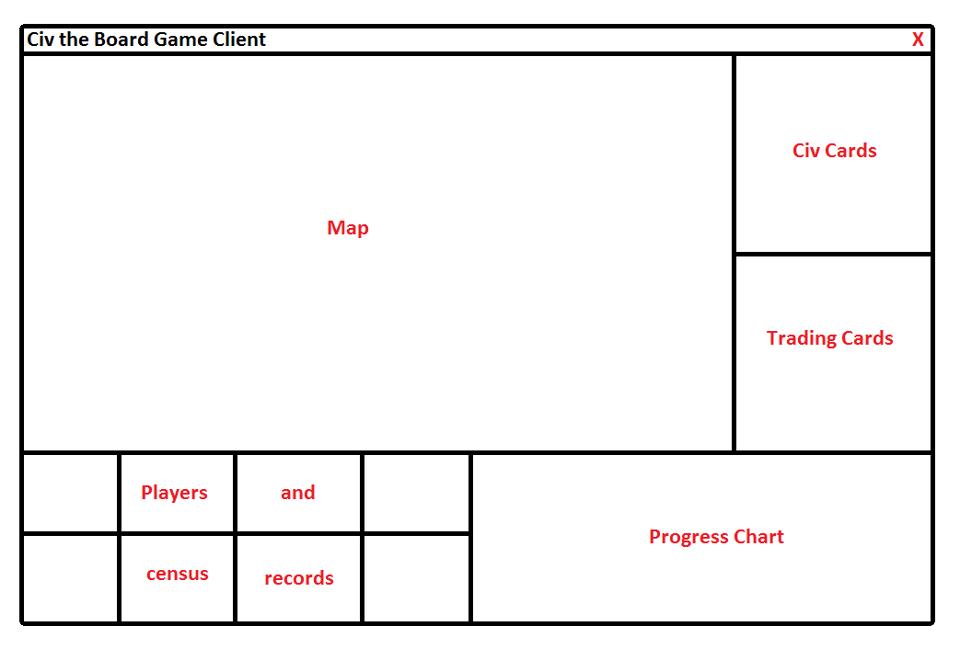 Civ the Board Game Client X
Civ Cards
Map
Trading Cards
Players and
census records
Progress Chart